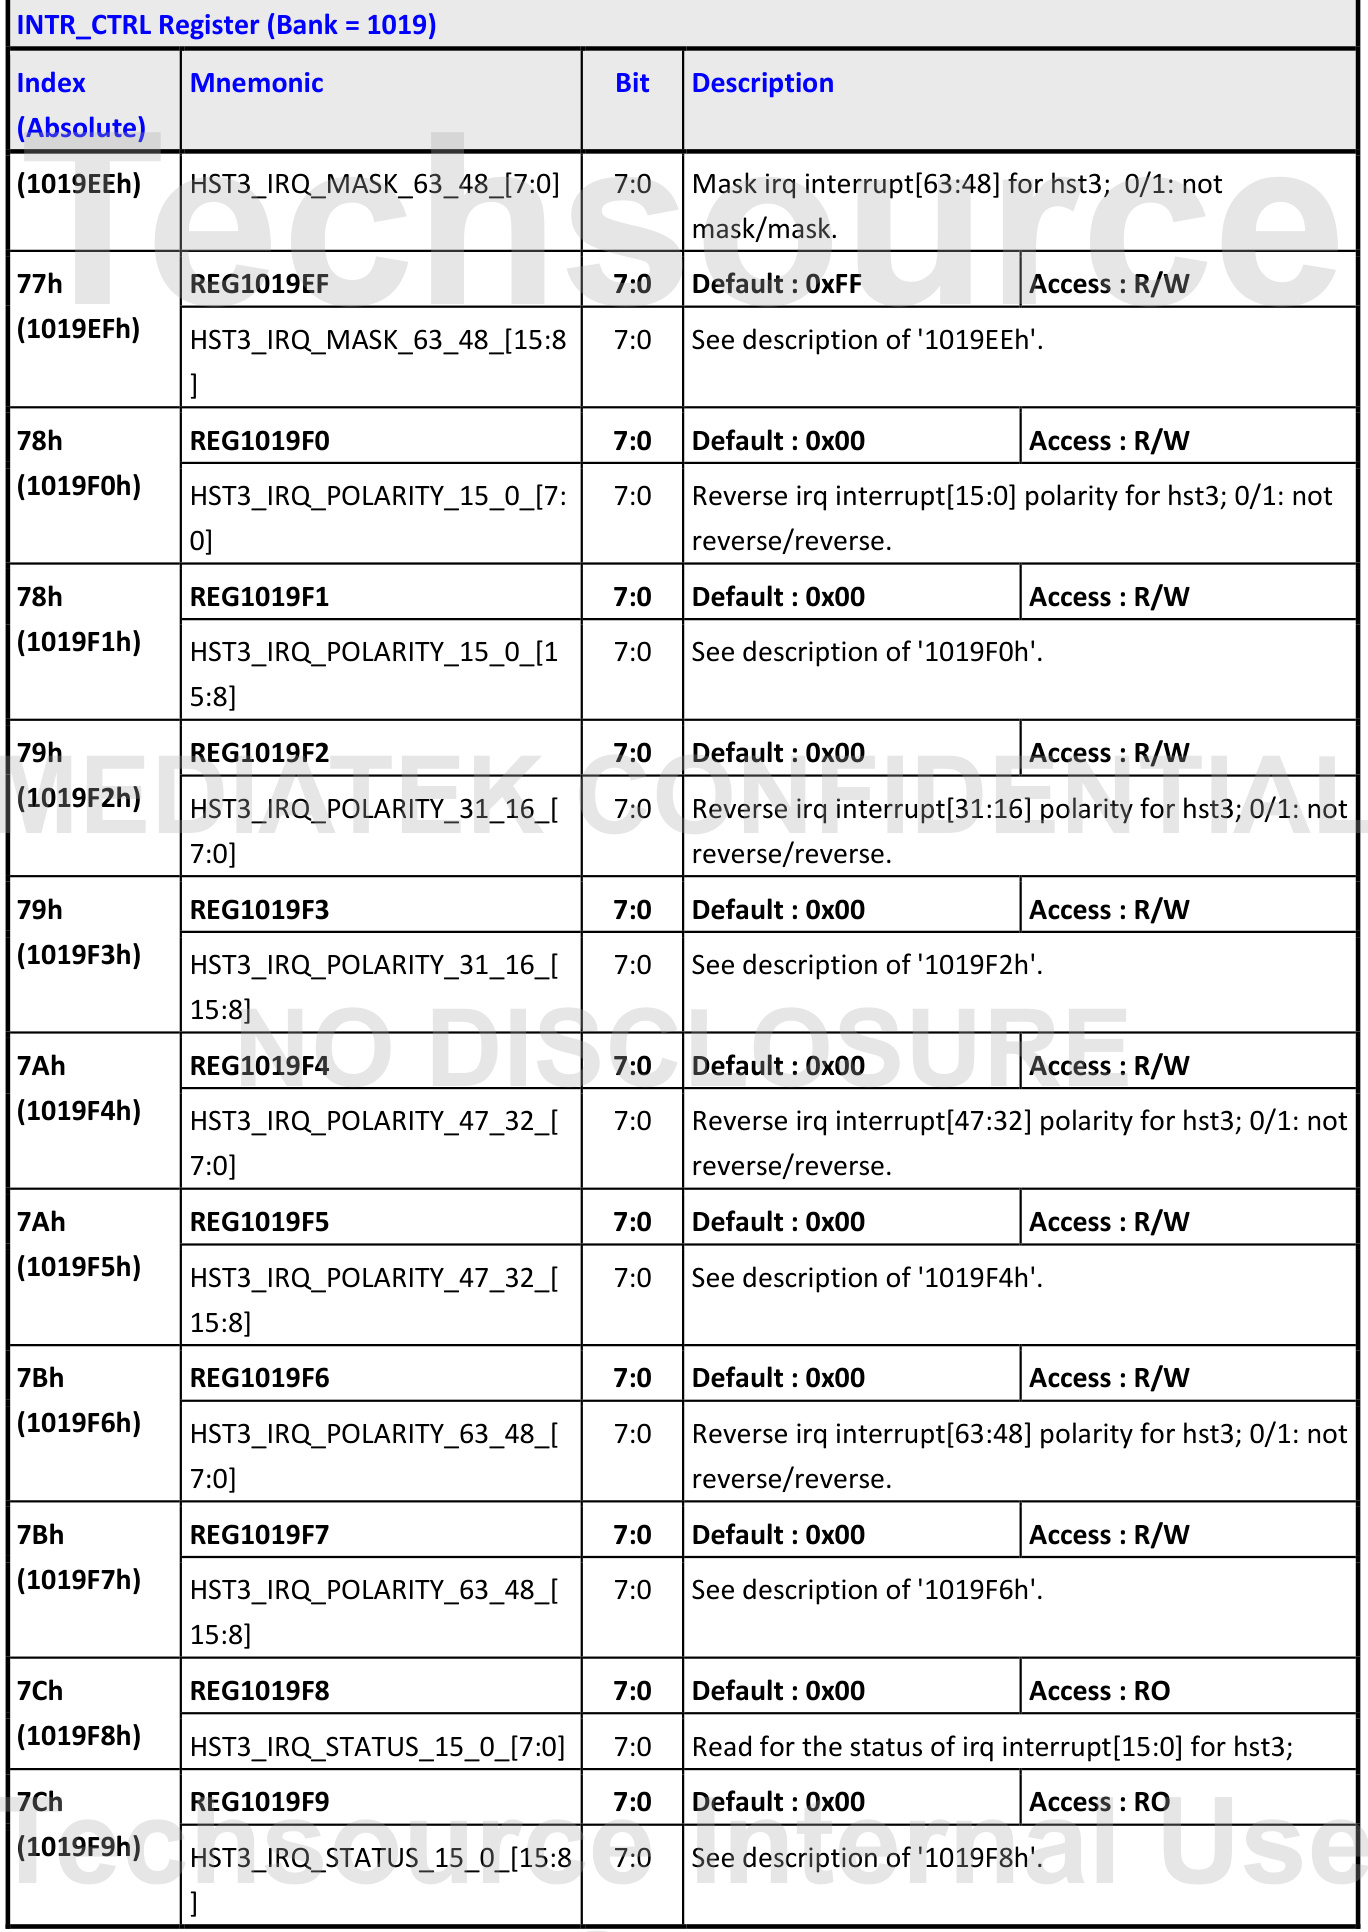 INTR_CTRL Register (Bank = 1019)
Index (Absolute) Mnemonic Bit Description
(1019EEh) HST3_IRQ_MASK_63_48_[7:0] 7:0 Mask irq interrupt[63:48] for hst3;  0/1: not
mask/mask.
77h REG1019EF 7:0 Default : 0xFF Access : R/W
(1019EFh) HST3_IRQ_MASK_63_48_[15:8 7:0 See description of '1019EEh'.
]
78h REG1019F0 7:0 Default : 0x00 Access : R/W
(1019F0h) HST3_IRQ_POLARITY_15_0_[7: 7:0 Reverse irq interrupt[15:0] polarity for hst3; 0/1: not
0] reverse/reverse.
78h REG1019F1 7:0 Default : 0x00 Access : R/W
(1019F1h) HST3_IRQ_POLARITY_15_0_[1 7:0 See description of '1019F0h'.
5:8]
79h REG1019F2 7:0 Default : 0x00 Access : R/W
(1019F2h) HST3_IRQ_POLARITY_31_16_[ 7:0 Reverse irq interrupt[31:16] polarity for hst3; 0/1: not
7:0] reverse/reverse.
79h REG1019F3 7:0 Default : 0x00 Access : R/W
(1019F3h) HST3_IRQ_POLARITY_31_16_[ 7:0 See description of '1019F2h'.
15:8]
7Ah REG1019F4 7:0 Default : 0x00 Access : R/W
(1019F4h) HST3_IRQ_POLARITY_47_32_[ 7:0 Reverse irq interrupt[47:32] polarity for hst3; 0/1: not
7:0] reverse/reverse.
7Ah REG1019F5 7:0 Default : 0x00 Access : R/W
(1019F5h) HST3_IRQ_POLARITY_47_32_[ 7:0 See description of '1019F4h'.
15:8]
7Bh REG1019F6 7:0 Default : 0x00 Access : R/W
(1019F6h) HST3_IRQ_POLARITY_63_48_[ 7:0 Reverse irq interrupt[63:48] polarity for hst3; 0/1: not
7:0] reverse/reverse.
7Bh REG1019F7 7:0 Default : 0x00 Access : R/W
(1019F7h) HST3_IRQ_POLARITY_63_48_[ 7:0 See description of '1019F6h'.
15:8]
7Ch REG1019F8 7:0 Default : 0x00 Access : RO
(1019F8h) HST3_IRQ_STATUS_15_0_[7:0] 7:0 Read for the status of irq interrupt[15:0] for hst3;
7Ch REG1019F9 7:0 Default : 0x00 Access : RO
(1019F9h) HST3_IRQ_STATUS_15_0_[15:8 7:0 See description of '1019F8h'.
]
Techsource
MEDIATEK CONFIDENTIAL
NO DISCLOSURE
Techsource Internal Use